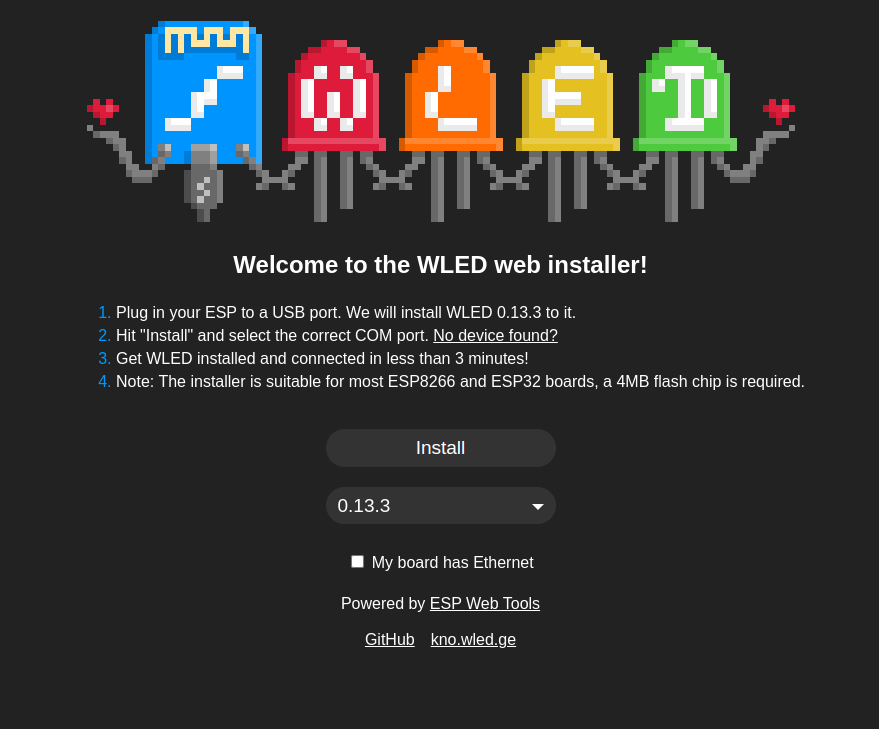 WLED
Welcome to the WLED web installer!
1. Plug in your ESP to a USB port. We will install WLED 0.13.3 to it.
2. Hit "Install" and select the correct COM port. No device found?
3. Get WLED installed and connected in less than 3 minutes!
4. Note: The installer is suitable for most ESP8266 and ESP32 boards, a 4MB flash chip is required.
Install
0.13.3
My board has Ethernet
Powered by ESP Web Tools
GitHub kno.wled.ge